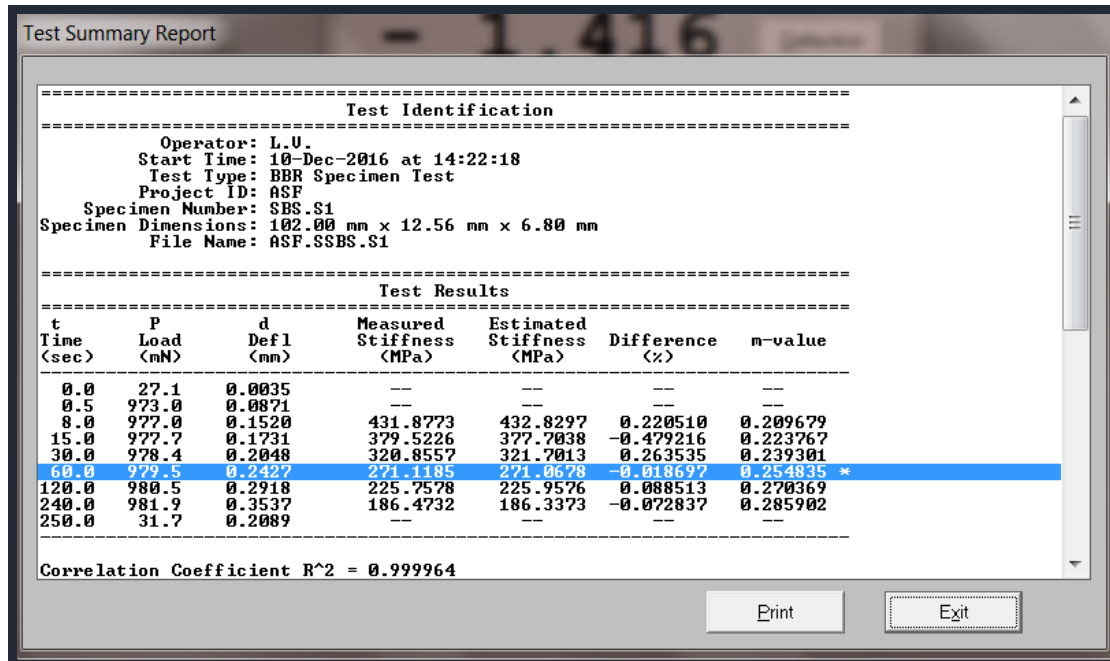 Test Summary Report
- 1.416 Deflection
================================================================
Test Identification
================================================================
Operator: L.V.
Start Time: 10-Dec-2016 at 14:22:18
Test Type: BBR Specimen Test
Project ID: ASF
Specimen Number: SBS.S1
Specimen Dimensions: 102.00 mm x 12.56 mm x 6.80 mm
File Name: ASF.SSBS.S1
================================================================
Test Results
================================================================
t P d Measured Estimated
Time Load Defl Stiffness Stiffness Difference m-value
(sec) (mN) (mm) (MPa) (MPa) (%)
----------------------------------------------------------------
0.0 27.1 0.0035 -- -- -- --
0.5 973.0 0.0871 -- -- -- --
8.0 977.0 0.1520 431.8773 432.8297 0.220510 0.209679
15.0 977.7 0.1731 379.5226 377.7038 -0.479216 0.223767
30.0 978.4 0.2048 320.8557 321.7013 0.263535 0.239301
60.0 979.5 0.2427 271.1185 271.0678 -0.018697 0.254835 *
120.0 980.5 0.2918 225.7578 225.9576 0.088513 0.270369
240.0 981.9 0.3537 186.4732 186.3373 -0.072837 0.285902
250.0 31.7 0.2089 -- -- -- --
----------------------------------------------------------------
Correlation Coefficient R^2 = 0.999964
Print Exit